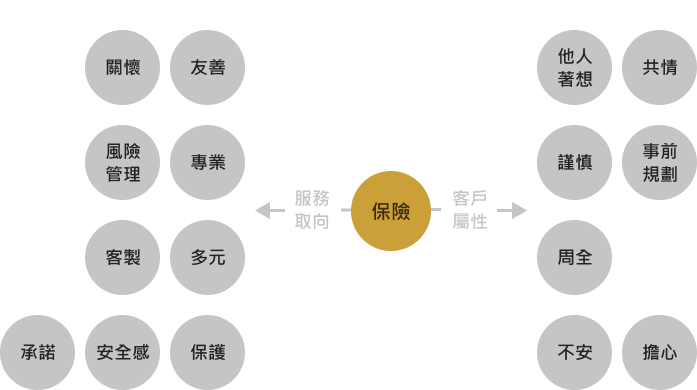 關懷
友善
他人
著想
共情
風險
管理
專業
謹慎
事前
規劃
服務
取向
保險
客戶
屬性
客製
多元
周全
承諾
安全感
保護
不安
擔心